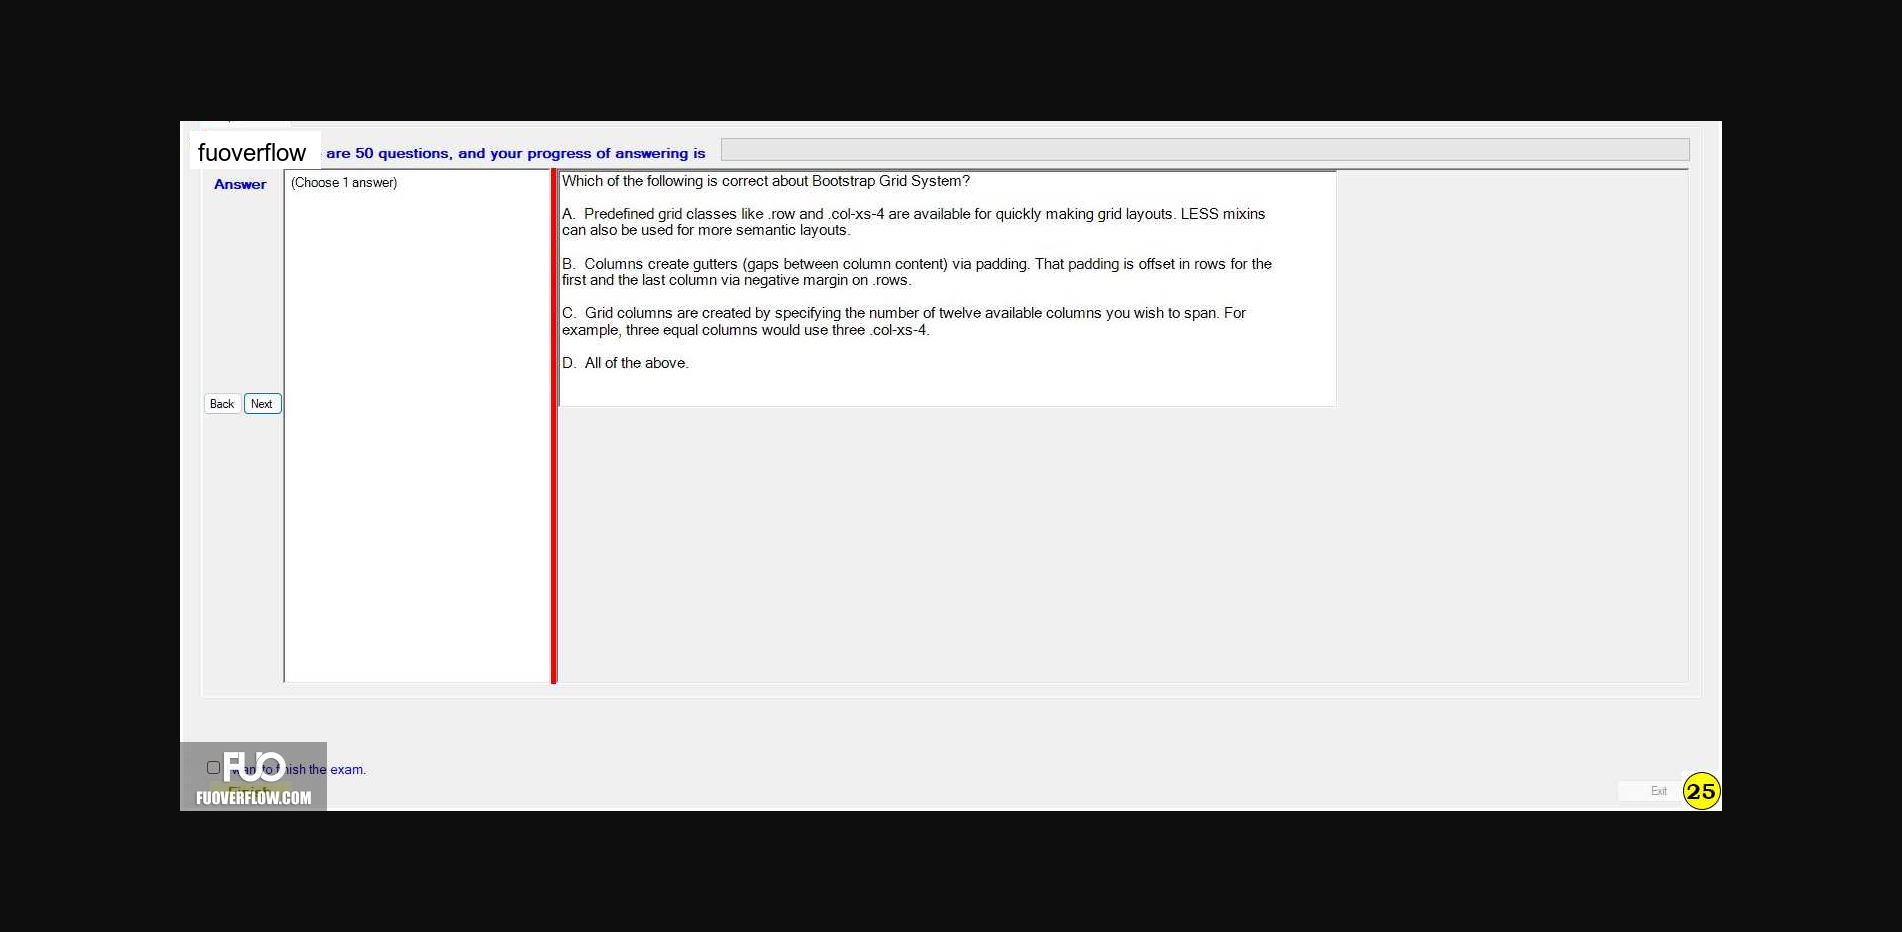 fuoverflow are 50 questions, and your progress of answering is
Answer
(Choose 1 answer)
Which of the following is correct about Bootstrap Grid System?
A. Predefined grid classes like .row and .col-xs-4 are available for quickly making grid layouts. LESS mixins
can also be used for more semantic layouts.
B. Columns create gutters (gaps between column content) via padding. That padding is offset in rows for the
first and the last column via negative margin on .rows.
C. Grid columns are created by specifying the number of twelve available columns you wish to span. For
example, three equal columns would use three .col-xs-4.
D. All of the above.
Back Next
FUO
the exam.
Finish
FUOVERFLOW.COM
Exit 25